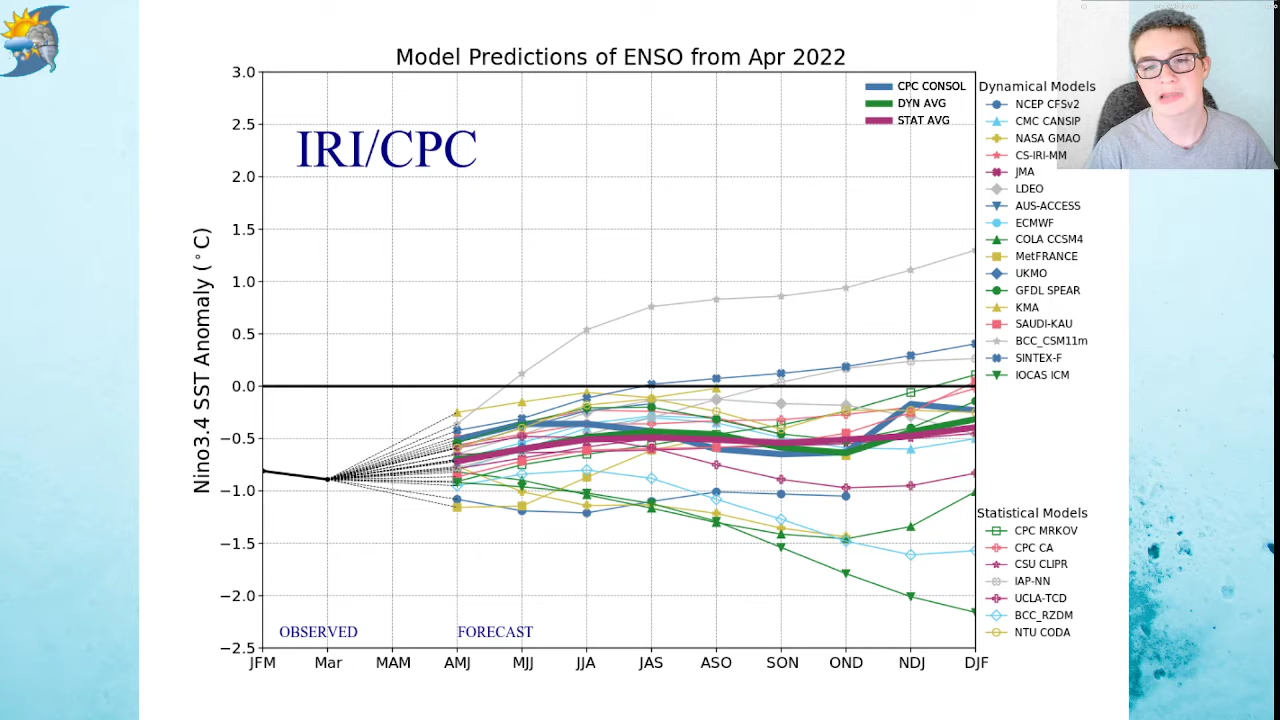 Model Predictions of ENSO from Apr 2022
IRI/CPC
CPC CONSOL
DYN AVG
STAT AVG
Dynamical Models
NCEP CFSv2
CMC CANSIP
NASA GMAO
CS-IRI-MM
JMA
LDEO
AUS-ACCESS
ECMWF
COLA CCSM4
MetFRANCE
UKMO
GFDL SPEAR
KMA
SAUDI-KAU
BCC_CSM11m
SINTEX-F
IOCAS ICM
Statistical Models
CPC MRKOV
CPC CA
CSU CLIPR
IAP-NN
UCLA-TCD
BCC_RZDM
NTU CODA
Nino3.4 SST Anomaly (°C)
3.0
2.5
2.0
1.5
1.0
0.5
0.0
−0.5
−1.0
−1.5
−2.0
−2.5
OBSERVED
FORECAST
JFM Mar MAM AMJ MJJ JJA JAS ASO SON OND NDJ DJF